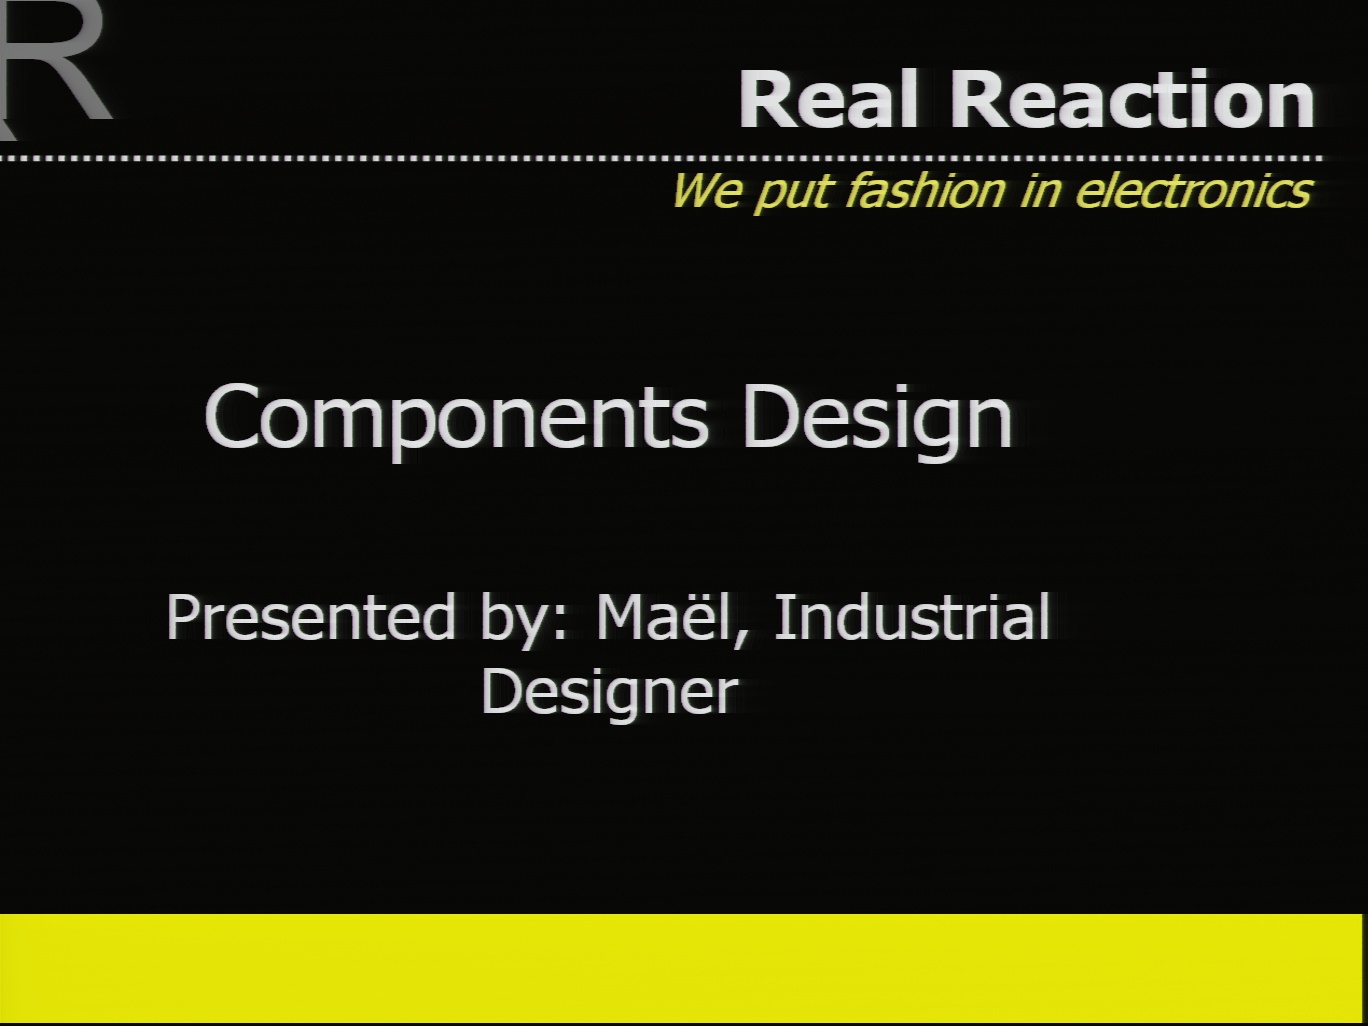 R
Real Reaction
We put fashion in electronics
Components Design
Presented by: Maël, Industrial
Designer